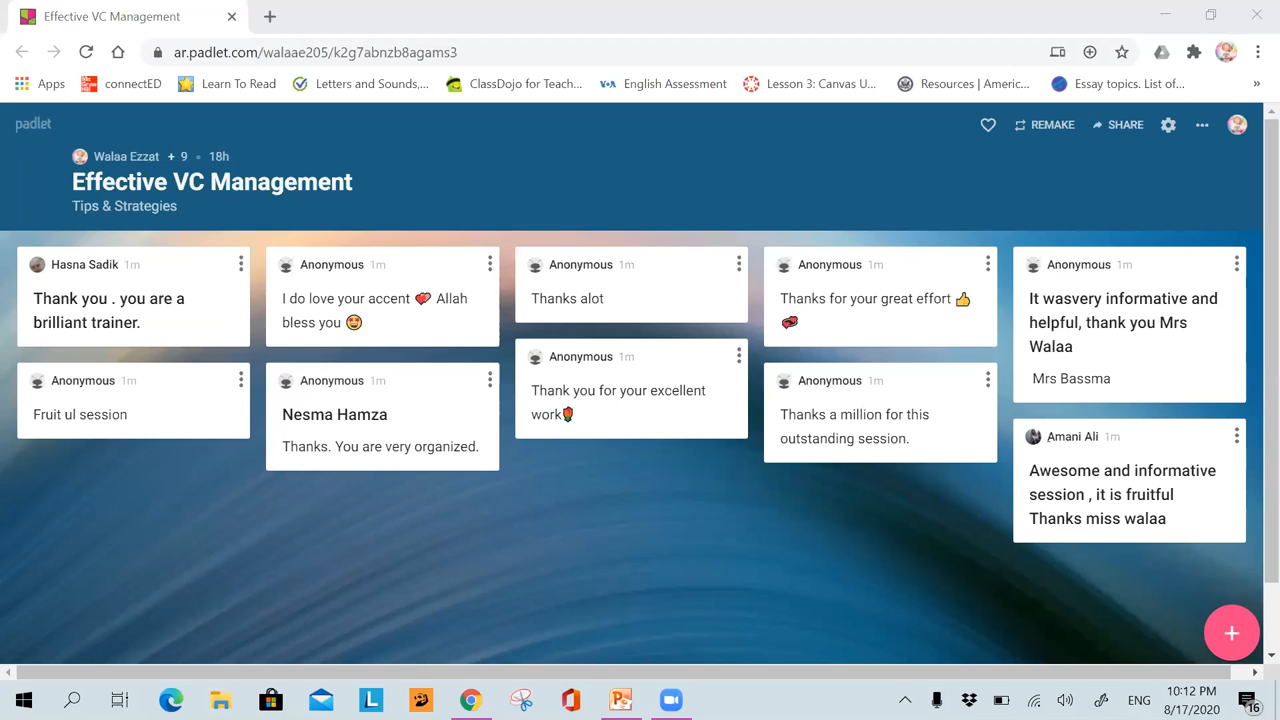 Effective VC Management
ar.padlet.com/walaae205/k2g7abnzb8agams3
Apps connectED Learn To Read Letters and Sounds,... ClassDojo for Teach... VOA English Assessment Lesson 3: Canvas U... Resources | Americ... Essay topics. List of... »
padlet
REMAKE SHARE
Walaa Ezzat + 9 • 18h
Effective VC Management
Tips & Strategies
Hasna Sadik 1m
Thank you . you are a
brilliant trainer.
Anonymous 1m
Fruit ul session
Anonymous 1m
I do love your accent 💞 Allah
bless you 😍
Anonymous 1m
Nesma Hamza
Thanks. You are very organized.
Anonymous 1m
Thanks alot
Anonymous 1m
Thank you for your excellent
work🌹
Anonymous 1m
Thanks for your great effort 👍
💞
Anonymous 1m
Thanks a million for this
outstanding session.
Anonymous 1m
It wasvery informative and
helpful, thank you Mrs
Walaa
Mrs Bassma
Amani Ali 1m
Awesome and informative
session , it is fruitful
Thanks miss walaa
ENG
10:12 PM
8/17/2020
16